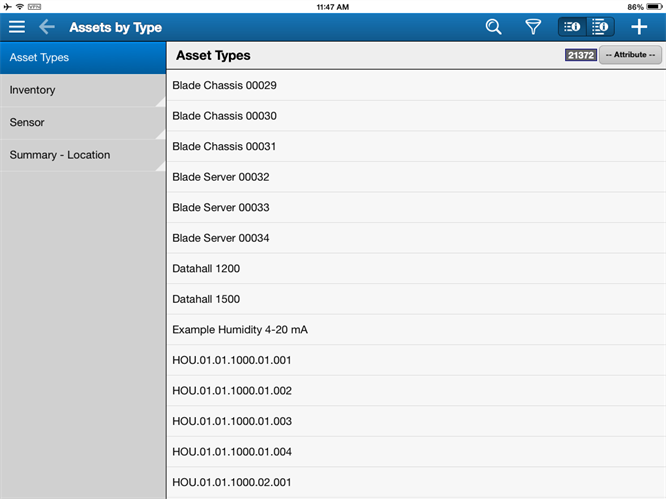 VPN 11:47 AM 86%
Assets by Type
Asset Types
Inventory
Sensor
Summary - Location
Asset Types 21372 -- Attribute --
Blade Chassis 00029
Blade Chassis 00030
Blade Chassis 00031
Blade Server 00032
Blade Server 00033
Blade Server 00034
Datahall 1200
Datahall 1500
Example Humidity 4-20 mA
HOU.01.01.1000.01.001
HOU.01.01.1000.01.002
HOU.01.01.1000.01.003
HOU.01.01.1000.01.004
HOU.01.01.1000.02.001